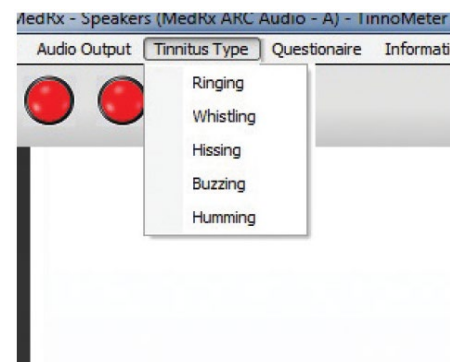 MedRx - Speakers (MedRx ARC Audio - A) - TinnoMeter
Audio Output Tinnitus Type Questionaire Informati
Ringing
Whistling
Hissing
Buzzing
Humming